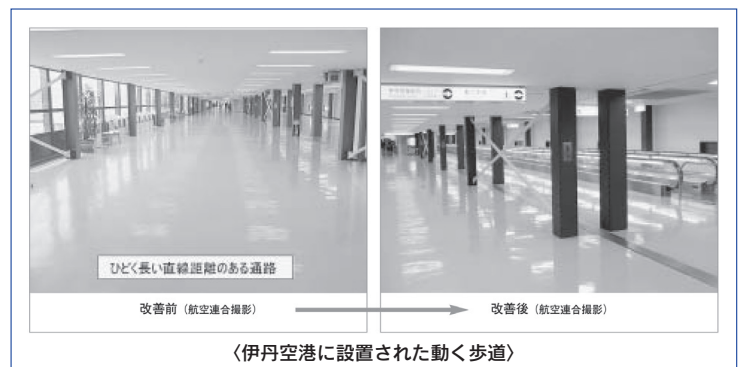 ひどく長い直線距離のある通路
改善前（航空連合撮影）
改善後（航空連合撮影）
〈伊丹空港に設置された動く歩道〉